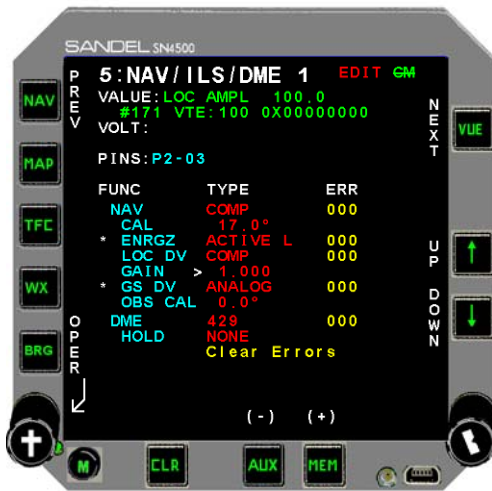 SANDEL SN4500
5:NAV/ILS/DME 1 EDIT GM
VALUE:LOC AMPL 100.0
#171 VTE:100 0X00000000
VOLT:
PINS:P2-03
FUNC TYPE ERR
NAV COMP 000
CAL 17.0°
* ENRGZ ACTIVE L 000
LOC DV COMP 000
GAIN > 1.000
* GS DV ANALOG 000
OBS CAL 0.0°
DME 429 000
HOLD NONE
Clear Errors
(-) (+)
PREV
OPER
NEXT
UP
DOWN
NAV
MAP
TFC
WX
BRG
VUE
M
CLR
AUX
MEM